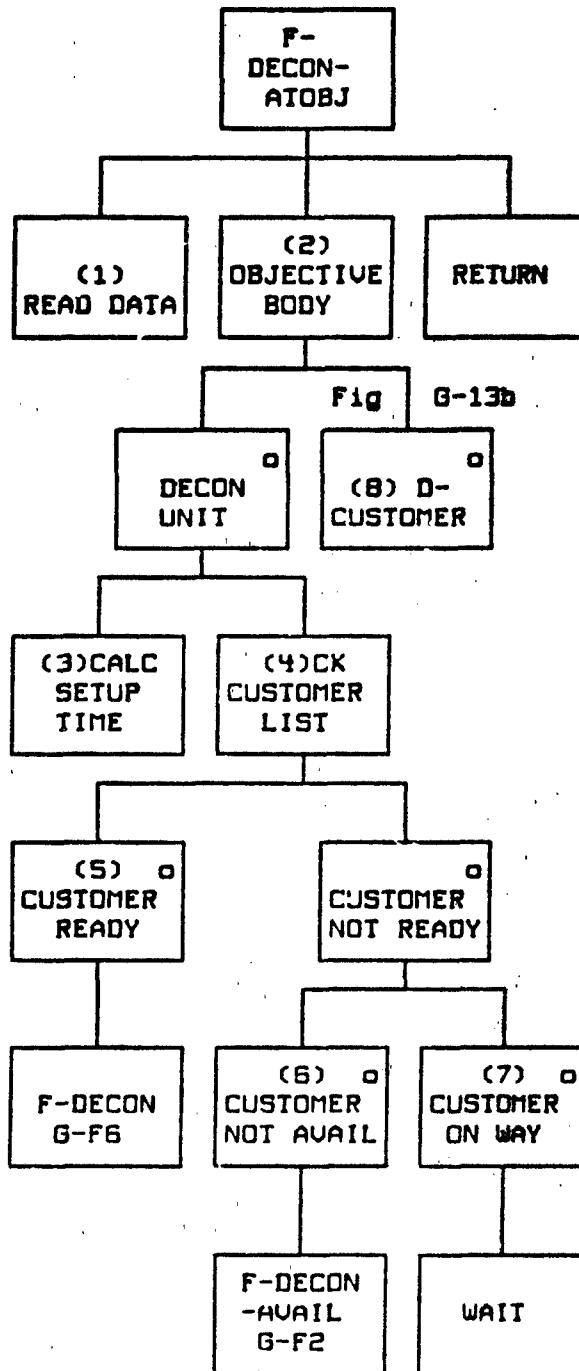 F-
DECON-
ATOBJ
(1)
READ DATA
(2)
OBJECTIVE
BODY
RETURN
Fig G-13b
o
DECON
UNIT
o
(8) D-
CUSTOMER
(3)CALC
SETUP
TIME
(4)CK
CUSTOMER
LIST
(5) o
CUSTOMER
READY
o
CUSTOMER
NOT READY
F-DECON
G-F6
(6) o
CUSTOMER
NOT AVAIL
(7) o
CUSTOMER
ON WAY
F-DECON
-AVAIL
G-F2
WAIT